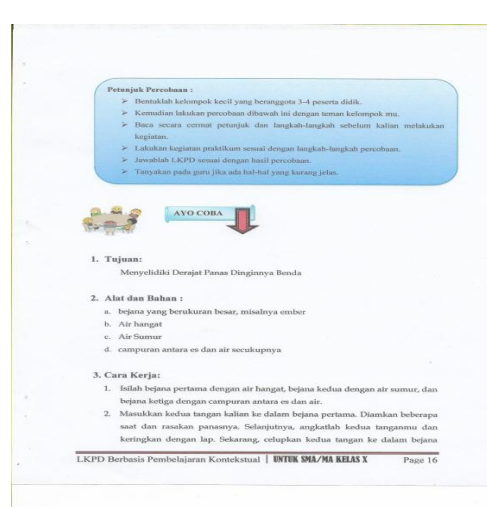 Petunjuk Percobaan :
➢ Bentuklah kelompok kecil yang beranggota 3-4 peserta didik.
➢ Kemudian lakukan percobaan dibawah ini dengan teman kelompok mu.
➢ Baca secara cermat petunjuk dan langkah-langkah sebelum kalian melakukan
kegiatan.
➢ Lakukan kegiatan praktikum sesuai dengan langkah-langkah percobaan.
➢ Jawablah LKPD sesuai dengan hasil percobaan.
➢ Tanyakan pada guru jika ada hal-hal yang kurang jelas.
AYO COBA
1. Tujuan:
Menyelidiki Derajat Panas Dinginnya Benda
2. Alat dan Bahan :
a. bejana yang berukuran besar, misalnya ember
b. Air hangat
c. Air Sumur
d. campuran antara es dan air secukupnya
3. Cara Kerja:
1. Isilah bejana pertama dengan air hangat, bejana kedua dengan air sumur, dan
bejana ketiga dengan campuran antara es dan air.
2. Masukkan kedua tangan kalian ke dalam bejana pertama. Diamkan beberapa
saat dan rasakan panasnya. Selanjutnya, angkatlah kedua tanganmu dan
keringkan dengan lap. Sekarang, celupkan kedua tangan ke dalam bejana
LKPD Berbasis Pembelajaran Kontekstual | UNTUK SMA/MA KELAS X Page 16